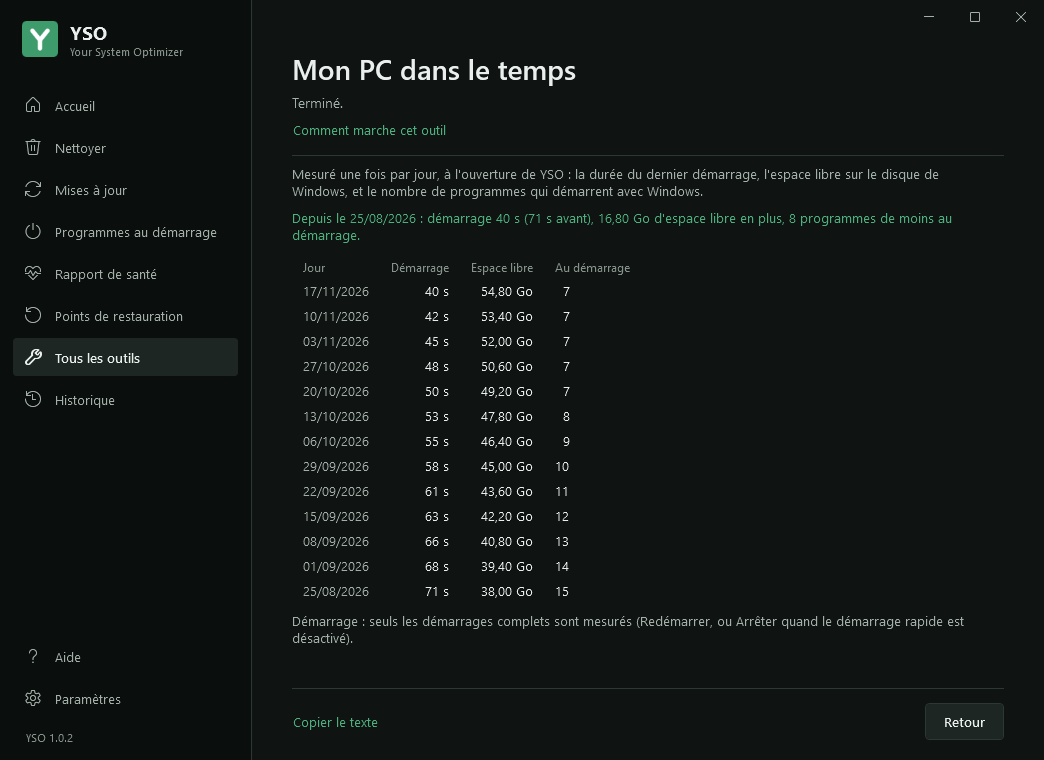 Y
YSO
Your System Optimizer
Accueil
Nettoyer
Mises à jour
Programmes au démarrage
Rapport de santé
Points de restauration
Tous les outils
Historique
Aide
Paramètres
YSO 1.0.2
Mon PC dans le temps
Terminé.
Comment marche cet outil
Mesuré une fois par jour, à l'ouverture de YSO : la durée du dernier démarrage, l'espace libre sur le disque de
Windows, et le nombre de programmes qui démarrent avec Windows.
Depuis le 25/08/2026 : démarrage 40 s (71 s avant), 16,80 Go d'espace libre en plus, 8 programmes de moins au
démarrage.
Jour Démarrage Espace libre Au démarrage
17/11/2026 40 s 54,80 Go 7
10/11/2026 42 s 53,40 Go 7
03/11/2026 45 s 52,00 Go 7
27/10/2026 48 s 50,60 Go 7
20/10/2026 50 s 49,20 Go 7
13/10/2026 53 s 47,80 Go 8
06/10/2026 55 s 46,40 Go 9
29/09/2026 58 s 45,00 Go 10
22/09/2026 61 s 43,60 Go 11
15/09/2026 63 s 42,20 Go 12
08/09/2026 66 s 40,80 Go 13
01/09/2026 68 s 39,40 Go 14
25/08/2026 71 s 38,00 Go 15
Démarrage : seuls les démarrages complets sont mesurés (Redémarrer, ou Arrêter quand le démarrage rapide est
désactivé).
Copier le texte
Retour